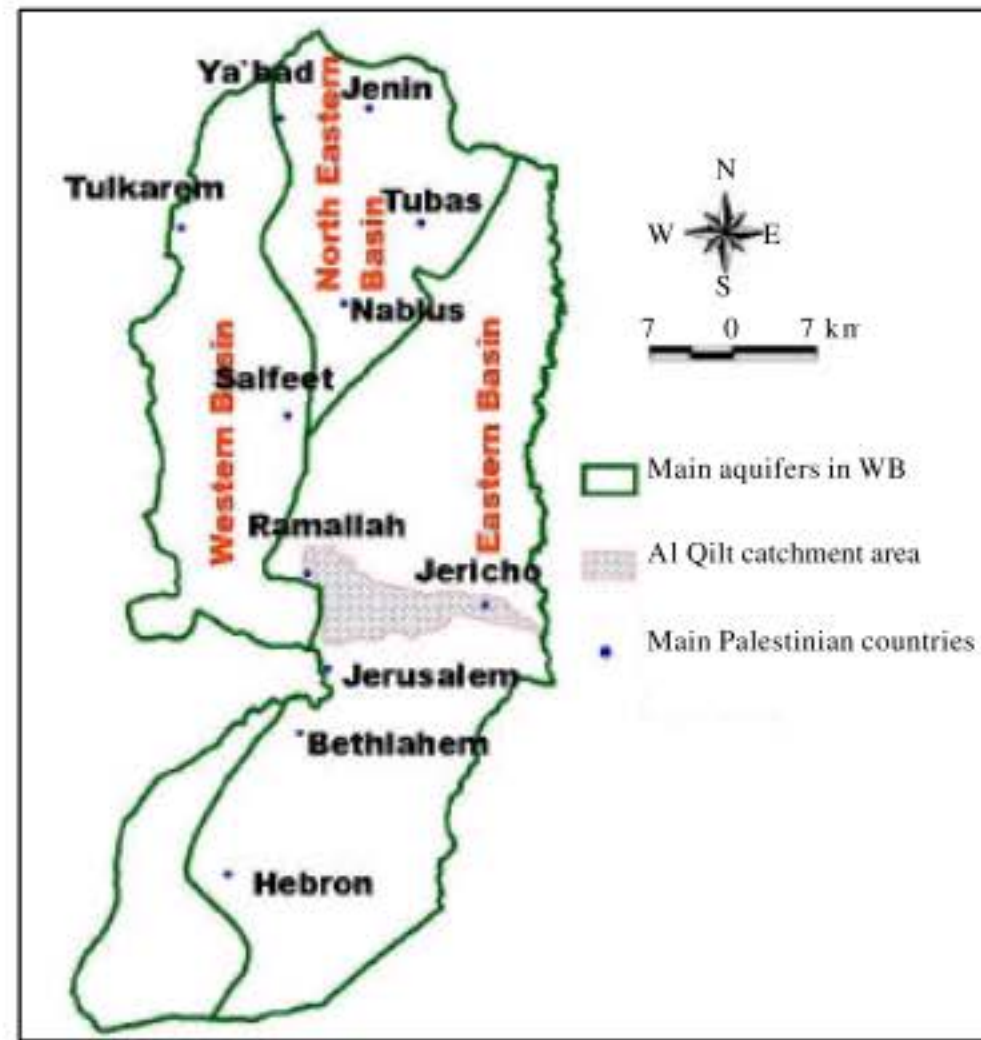 Ya`bad
Jenin
North Eastern
Basin
Tulkarem
Tubas
Nablus
Salfeet
Western Basin
Eastern Basin
Ramallah
Jericho
Jerusalem
Bethlahem
Hebron
N
W E
S
7 0 7 km
Main aquifers in WB
Al Qilt catchment area
Main Palestinian countries